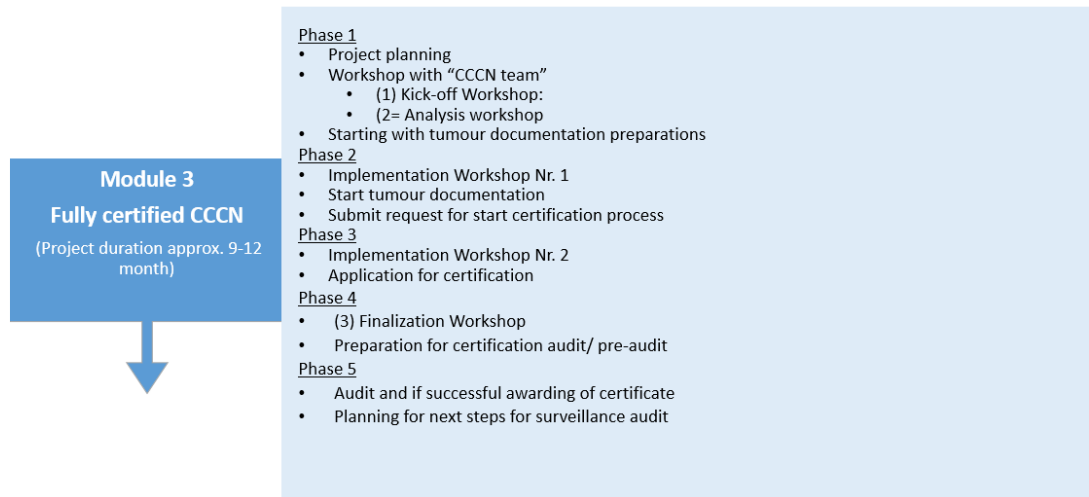 Module 3
Fully certified CCCN
(Project duration approx. 9-12
month)
Phase 1
• Project planning
• Workshop with “CCCN team”
• (1) Kick-off Workshop:
• (2= Analysis workshop
• Starting with tumour documentation preparations
Phase 2
• Implementation Workshop Nr. 1
• Start tumour documentation
• Submit request for start certification process
Phase 3
• Implementation Workshop Nr. 2
• Application for certification
Phase 4
• (3) Finalization Workshop
• Preparation for certification audit/ pre-audit
Phase 5
• Audit and if successful awarding of certificate
• Planning for next steps for surveillance audit